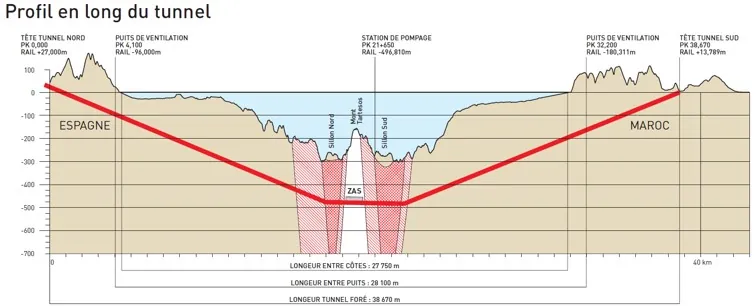 Profil en long du tunnel
TÊTE TUNNEL NORD
PK 0,000
RAIL +27,000m
PUITS DE VENTILATION
PK 4,100
RAIL -96,000m
STATION DE POMPAGE
PK 21+650
RAIL -496,810m
PUITS DE VENTILATION
PK 32,200
RAIL -180,311m
TÊTE TUNNEL SUD
PK 38,670
RAIL +13,789m
100
0
-100
-200
-300
-400
-500
-600
-700
ESPAGNE
Sillon Nord
Mont
Tartesos
Sillon Sud
MAROC
ZAS
0
40 km
LONGEUR ENTRE CÔTES : 27 750 m
LONGEUR ENTRE PUITS : 28 100 m
LONGUEUR TUNNEL FORÉ : 38 670 m